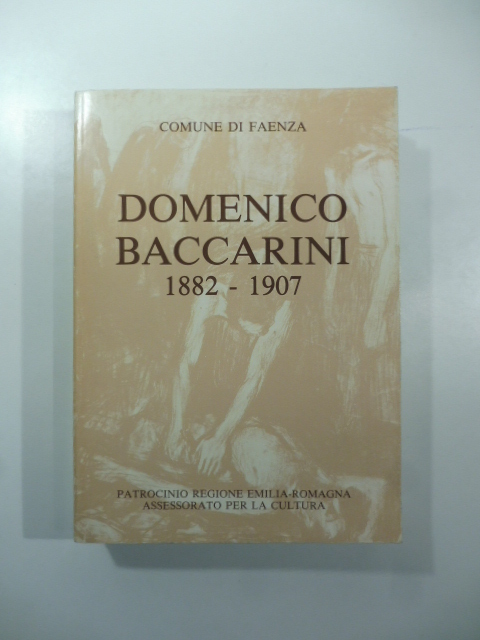 COMUNE DI FAENZA
DOMENICO
BACCARINI
1882 - 1907
PATROCINIO REGIONE EMILIA-ROMAGNA
ASSESSORATO PER LA CULTURA